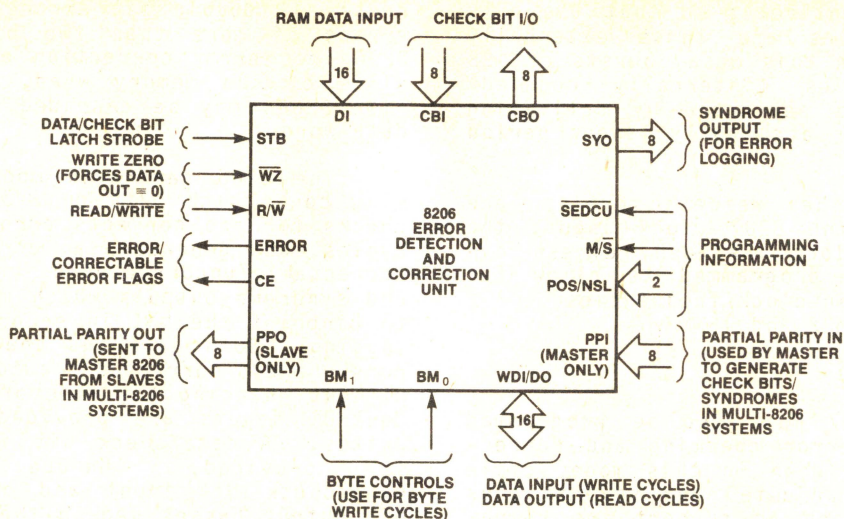 RAM DATA INPUT
CHECK BIT I/O
16
8
8
DI
CBI
CBO
DATA/CHECK BIT
LATCH STROBE
STB
WRITE ZERO
(FORCES DATA
OUT ≡ 0)
WZ
READ/WRITE
R/W
ERROR/
CORRECTABLE
ERROR FLAGS
ERROR
CE
PARTIAL PARITY OUT
(SENT TO
MASTER 8206
FROM SLAVES
IN MULTI-8206
SYSTEMS)
8
PPO
(SLAVE
ONLY)
8206
ERROR
DETECTION
AND
CORRECTION
UNIT
SYO
8
SYNDROME
OUTPUT
(FOR ERROR
LOGGING)
SEDCU
M/S
POS/NSL
2
PROGRAMMING
INFORMATION
PPI
(MASTER
ONLY)
8
PARTIAL PARITY IN
(USED BY MASTER
TO GENERATE
CHECK BITS/
SYNDROMES
IN MULTI-8206
SYSTEMS
BM1
BM0
WDI/DO
16
BYTE CONTROLS
(USE FOR BYTE
WRITE CYCLES)
DATA INPUT (WRITE CYCLES)
DATA OUTPUT (READ CYCLES)